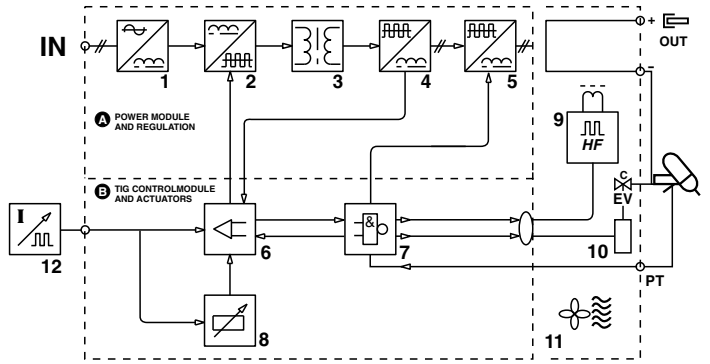 IN
1
2
3
4
5
+
OUT
-
9
HF
A POWER MODULE
AND REGULATION
B TIG CONTROLMODULE
AND ACTUATORS
C
EV
I
&
12
6
7
10
PT
8
11